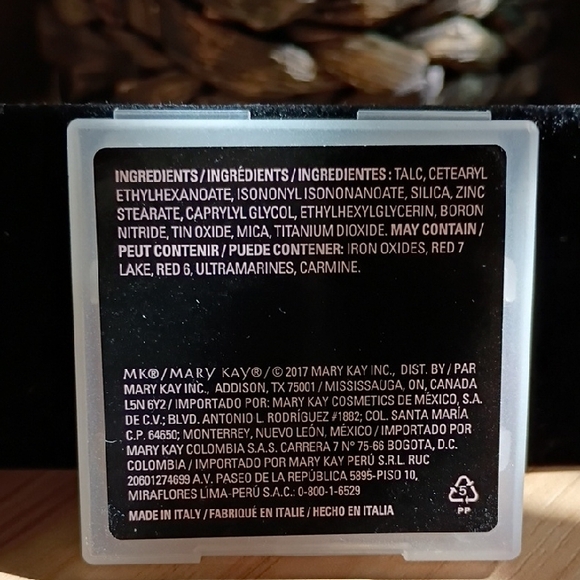 INGREDIENTS / INGRÉDIENTS / INGREDIENTES : TALC, CETEARYL
ETHYLHEXANOATE, ISONONYL ISONONANOATE, SILICA, ZINC
STEARATE, CAPRYLYL GLYCOL, ETHYLHEXYLGLYCERIN, BORON
NITRIDE, TIN OXIDE, MICA, TITANIUM DIOXIDE. MAY CONTAIN /
PEUT CONTENIR / PUEDE CONTENER: IRON OXIDES, RED 7
LAKE, RED 6, ULTRAMARINES, CARMINE.
MK® / MARY KAY® / © 2017 MARY KAY INC., DIST. BY / PAR
MARY KAY INC., ADDISON, TX 75001 / MISSISSAUGA, ON, CANADA
L5N 6Y2 / IMPORTADO POR: MARY KAY COSMETICS DE MÉXICO, S.A.
DE C.V.; BLVD. ANTONIO L. RODRÍGUEZ #1882; COL. SANTA MARÍA
C.P. 64650; MONTERREY, NUEVO LEÓN, MÉXICO / IMPORTADO POR
MARY KAY COLOMBIA S.A.S. CARRERA 7 Nº 75-66 BOGOTA, D.C.
COLOMBIA / IMPORTADO POR MARY KAY PERÚ S.R.L. RUC
20601274699 A.V. PASEO DE LA REPÚBLICA 5895-PISO 10,
MIRAFLORES LIMA-PERÚ S.A.C.: 0-800-1-6529
MADE IN ITALY / FABRIQUÉ EN ITALIE / HECHO EN ITALIA
5
PP